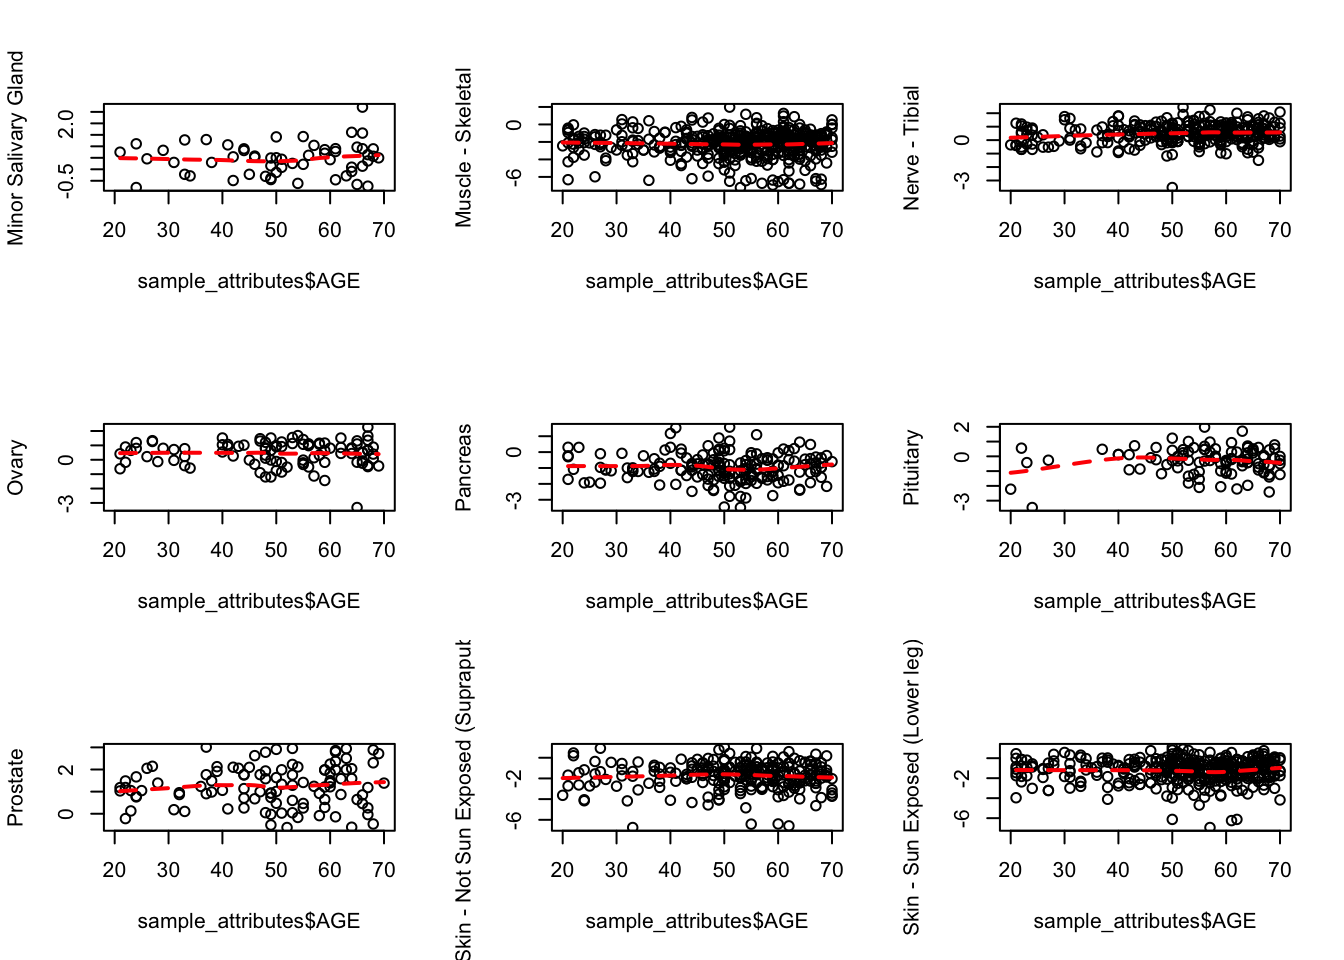 Minor Salivary Gland
2.0
-0.5
20 30 40 50 60 70
sample_attributes$AGE
Muscle - Skeletal
0
-6
20 30 40 50 60 70
sample_attributes$AGE
Nerve - Tibial
0
-3
20 30 40 50 60 70
sample_attributes$AGE
Ovary
0
-3
20 30 40 50 60 70
sample_attributes$AGE
Pancreas
0
-3
20 30 40 50 60 70
sample_attributes$AGE
Pituitary
2
0
-3
20 30 40 50 60 70
sample_attributes$AGE
Prostate
2
0
20 30 40 50 60 70
sample_attributes$AGE
Skin - Not Sun Exposed (Suprapub
-2
-6
20 30 40 50 60 70
sample_attributes$AGE
Skin - Sun Exposed (Lower leg)
-2
-6
20 30 40 50 60 70
sample_attributes$AGE